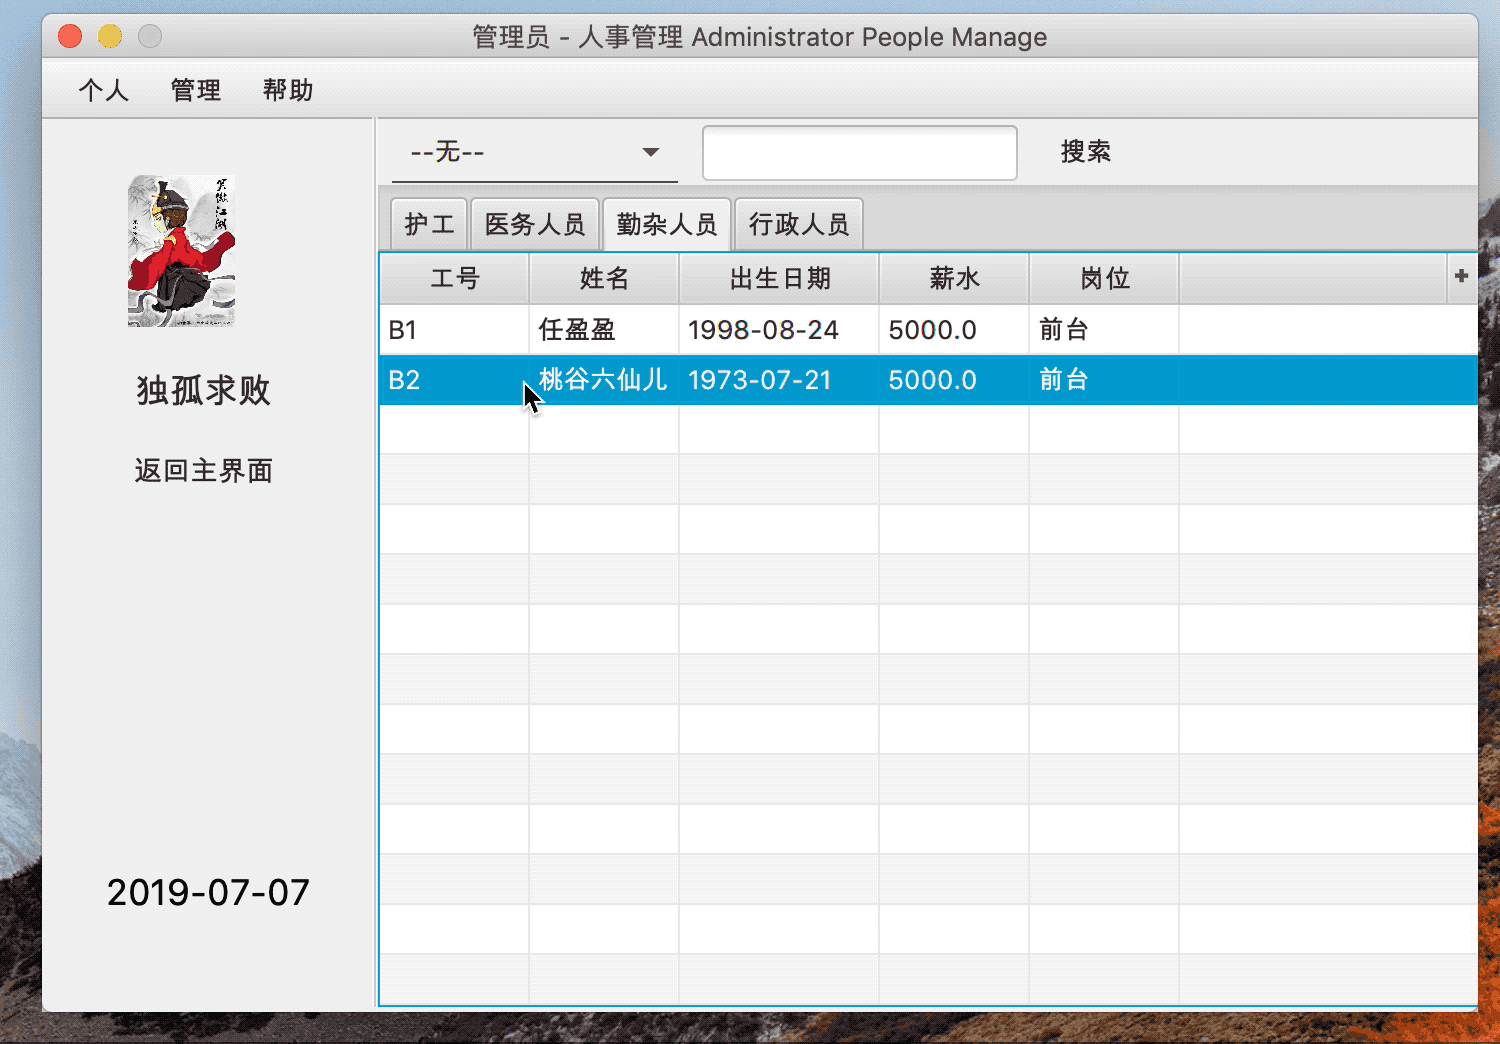 管理员 - 人事管理 Administrator People Manage
个人 管理 帮助
--无-- 搜索
护工 医务人员 勤杂人员 行政人员
工号 姓名 出生日期 薪水 岗位 +
B1 任盈盈 1998-08-24 5000.0 前台
B2 桃谷六仙儿 1973-07-21 5000.0 前台
笑傲江湖
独孤求败
返回主界面
2019-07-07